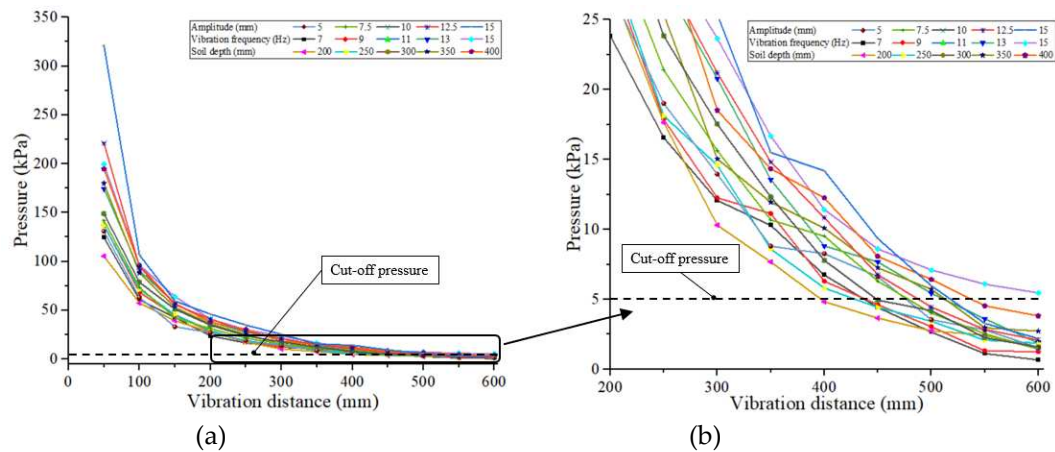 350
300
250
200
150
100
50
0
Pressure (kPa)
Amplitude (mm) 5 7.5 10 12.5 15
Vibration frequency (Hz) 7 9 11 13 15
Soil depth (mm) 200 250 300 350 400
Cut-off pressure
0 100 200 300 400 500 600
Vibration distance (mm)
(a)
25
20
15
10
5
0
Pressure (kPa)
Amplitude (mm) 5 7.5 10 12.5 15
Vibration frequency (Hz) 7 9 11 13 15
Soil depth (mm) 200 250 300 350 400
Cut-off pressure
200 300 400 500 600
Vibration distance (mm)
(b)